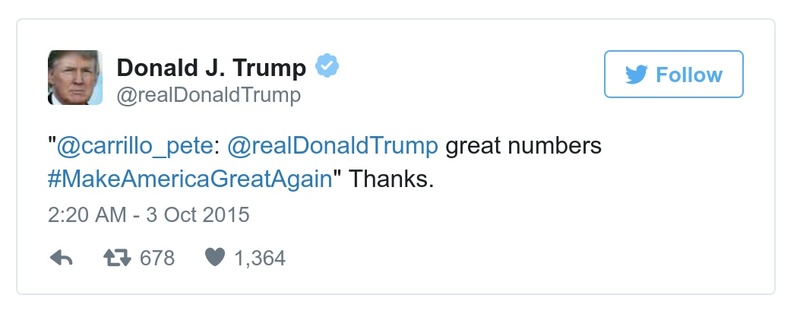 Donald J. Trump
@realDonaldTrump
Follow
"@carrillo_pete: @realDonaldTrump great numbers
#MakeAmericaGreatAgain" Thanks.
2:20 AM - 3 Oct 2015
678 1,364